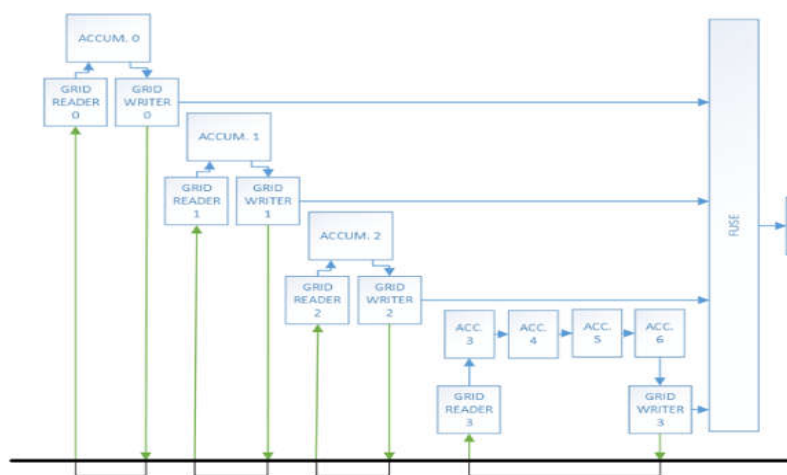 ACCUM. 0
GRID
READER
0
GRID
WRITER
0
ACCUM. 1
GRID
READER
1
GRID
WRITER
1
ACCUM. 2
GRID
READER
2
GRID
WRITER
2
ACC.
3
ACC.
4
ACC.
5
ACC.
6
GRID
READER
3
GRID
WRITER
3
FUSE